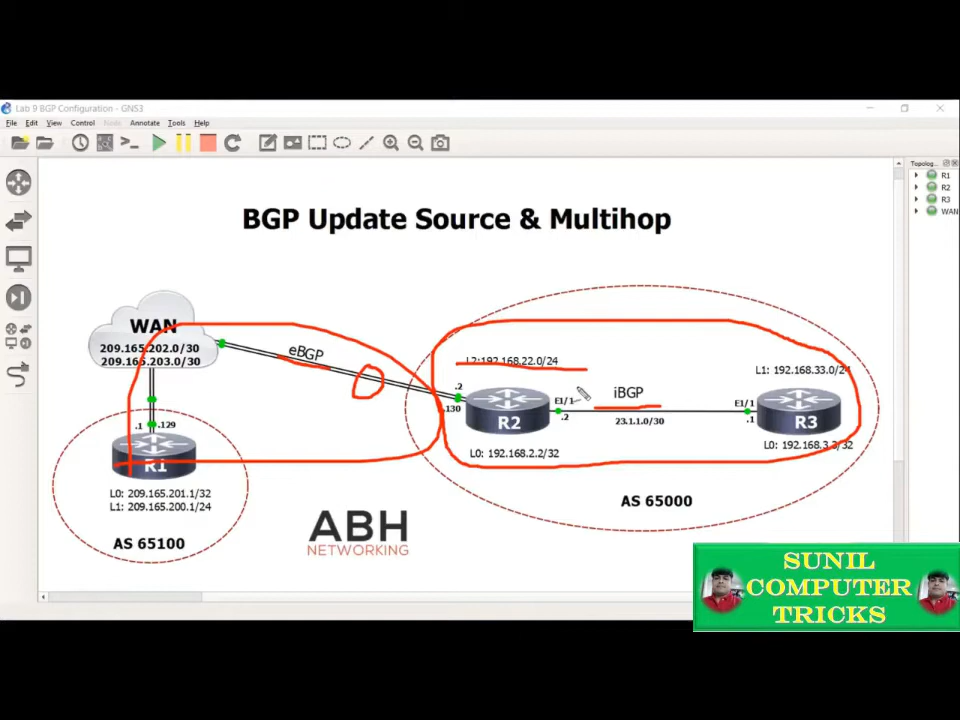 Lab 9 BGP Configuration - GNS3
File Edit View Control Node Annotate Tools Help
Topolog...
R1
R2
R3
WAN
BGP Update Source & Multihop
WAN
209.165.202.0/30
209.165.203.0/30
eBGP
L2:192.168.22.0/24
L1: 192.168.33.0/24
.2
.130
R2
E1/1
.2
iBGP
23.1.1.0/30
E1/1
.1
R3
.1
.129
R1
L0: 192.168.2.2/32
L0: 192.168.3.3/32
L0: 209.165.201.1/32
L1: 209.165.200.1/24
AS 65100
AS 65000
ABH
NETWORKING
SUNIL
COMPUTER
TRICKS